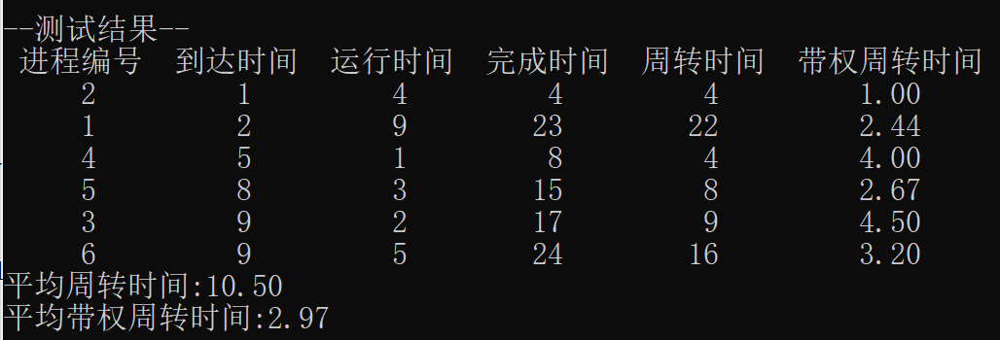 --测试结果--
进程编号 到达时间 运行时间 完成时间 周转时间 带权周转时间
2 1 4 4 4 1.00
1 2 9 23 22 2.44
4 5 1 8 4 4.00
5 8 3 15 8 2.67
3 9 2 17 9 4.50
6 9 5 24 16 3.20
平均周转时间:10.50
平均带权周转时间:2.97